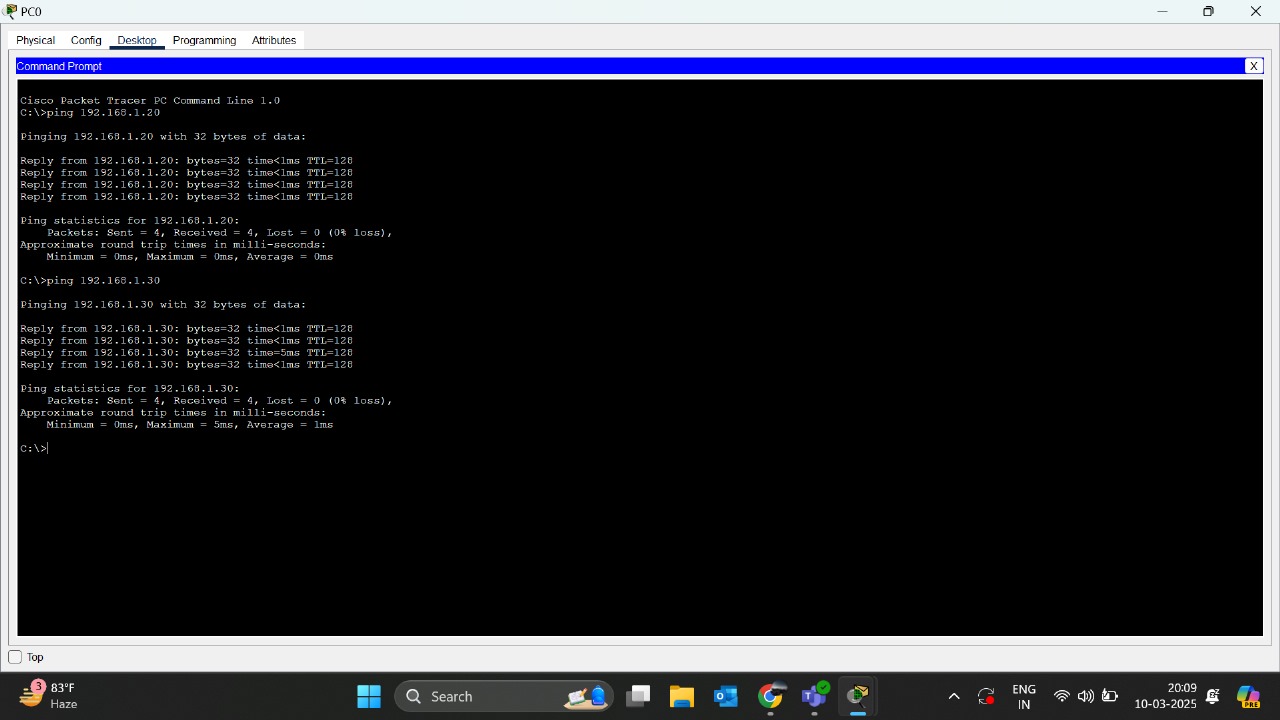 PC0
Physical Config Desktop Programming Attributes
Command Prompt
X
Cisco Packet Tracer PC Command Line 1.0
C:\>ping 192.168.1.20
Pinging 192.168.1.20 with 32 bytes of data:
Reply from 192.168.1.20: bytes=32 time<1ms TTL=128
Reply from 192.168.1.20: bytes=32 time<1ms TTL=128
Reply from 192.168.1.20: bytes=32 time<1ms TTL=128
Reply from 192.168.1.20: bytes=32 time<1ms TTL=128
Ping statistics for 192.168.1.20:
Packets: Sent = 4, Received = 4, Lost = 0 (0% loss),
Approximate round trip times in milli-seconds:
Minimum = 0ms, Maximum = 0ms, Average = 0ms
C:\>ping 192.168.1.30
Pinging 192.168.1.30 with 32 bytes of data:
Reply from 192.168.1.30: bytes=32 time<1ms TTL=128
Reply from 192.168.1.30: bytes=32 time<1ms TTL=128
Reply from 192.168.1.30: bytes=32 time=5ms TTL=128
Reply from 192.168.1.30: bytes=32 time<1ms TTL=128
Ping statistics for 192.168.1.30:
Packets: Sent = 4, Received = 4, Lost = 0 (0% loss),
Approximate round trip times in milli-seconds:
Minimum = 0ms, Maximum = 5ms, Average = 1ms
C:\>
Top
3
83°F
Haze
Search
ENG
IN
20:09
10-03-2025
PRE